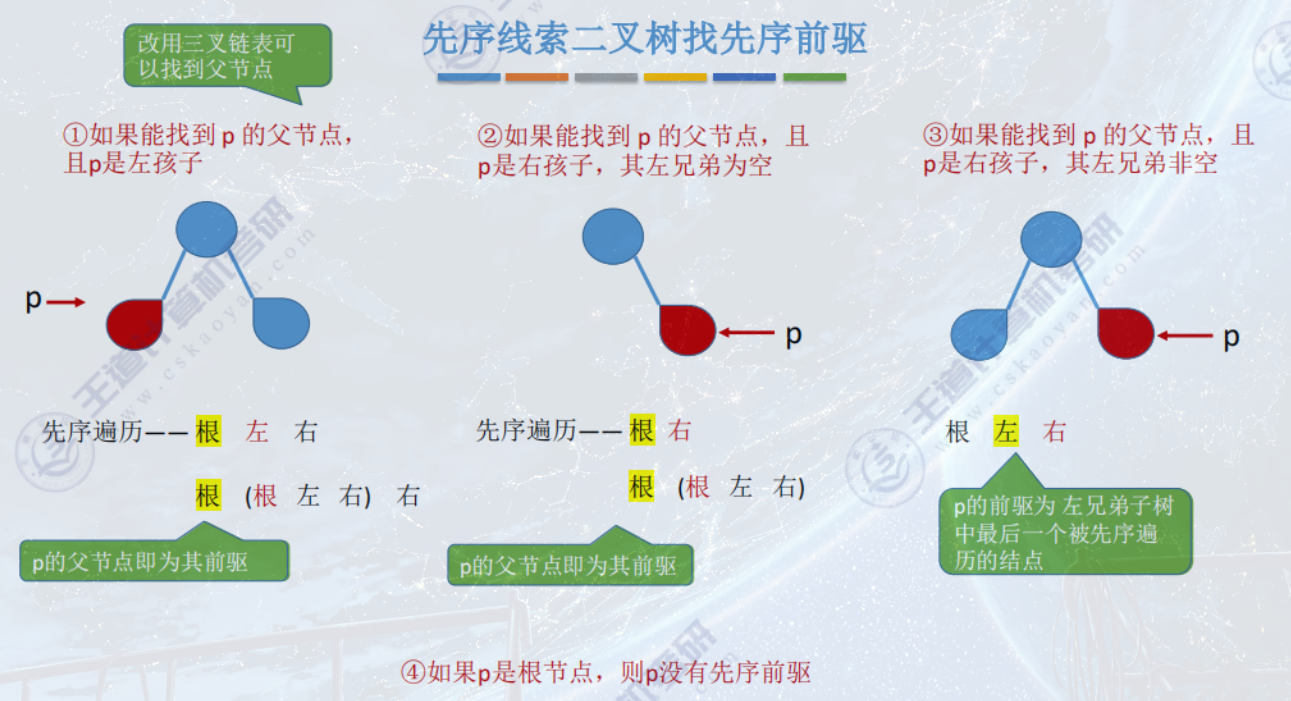 先序线索二叉树找先序前驱
改用三叉链表可
以找到父节点
①如果能找到 p 的父节点，
且p是左孩子
p
先序遍历—— 根 左 右
根 (根 左 右) 右
p的父节点即为其前驱
②如果能找到 p 的父节点，且
p是右孩子，其左兄弟为空
p
先序遍历—— 根 右
根 (根 左 右)
p的父节点即为其前驱
③如果能找到 p 的父节点，且
p是右孩子，其左兄弟非空
p
根 左 右
p的前驱为 左兄弟子树
中最后一个被先序遍
历的结点
④如果p是根节点，则p没有先序前驱
王道计算机考研
www.cskaoyan.com
王道计算机考研
www.cskaoyan.com